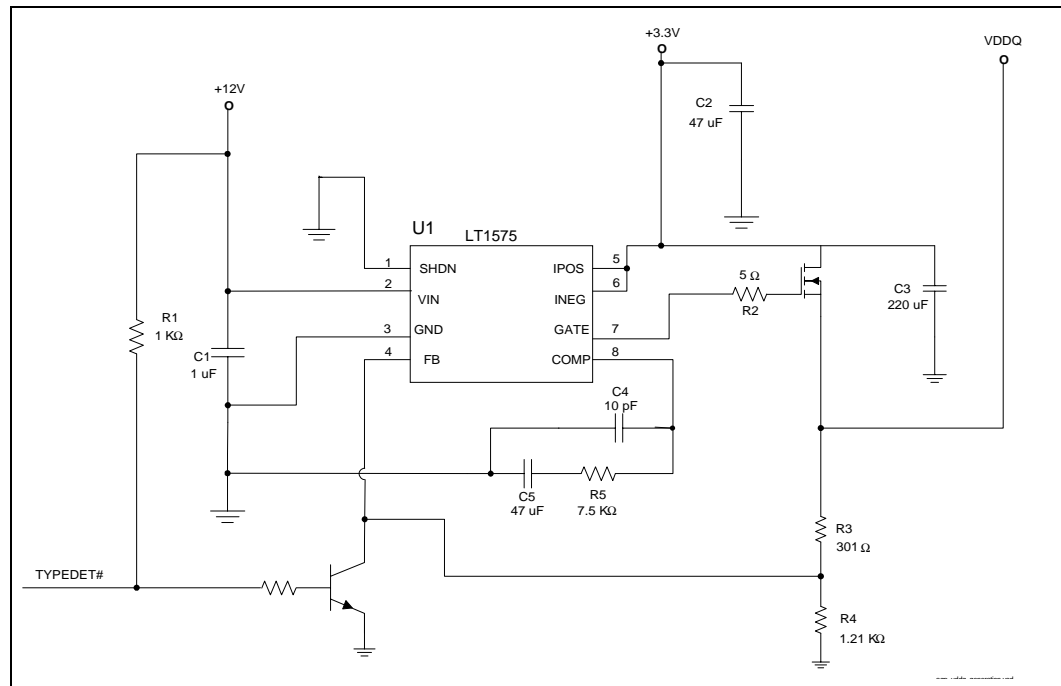 +3.3V
VDDQ
+12V
C2
47 uF
U1
LT1575
1
SHDN
IPOS
5
2
VIN
INEG
6
3
GND
GATE
7
4
FB
COMP
8
5 Ω
R2
C3
220 uF
R1
1 KΩ
C1
1 uF
C4
10 pF
C5
47 uF
R5
7.5 KΩ
R3
301 Ω
TYPEDET#
R4
1.21 KΩ